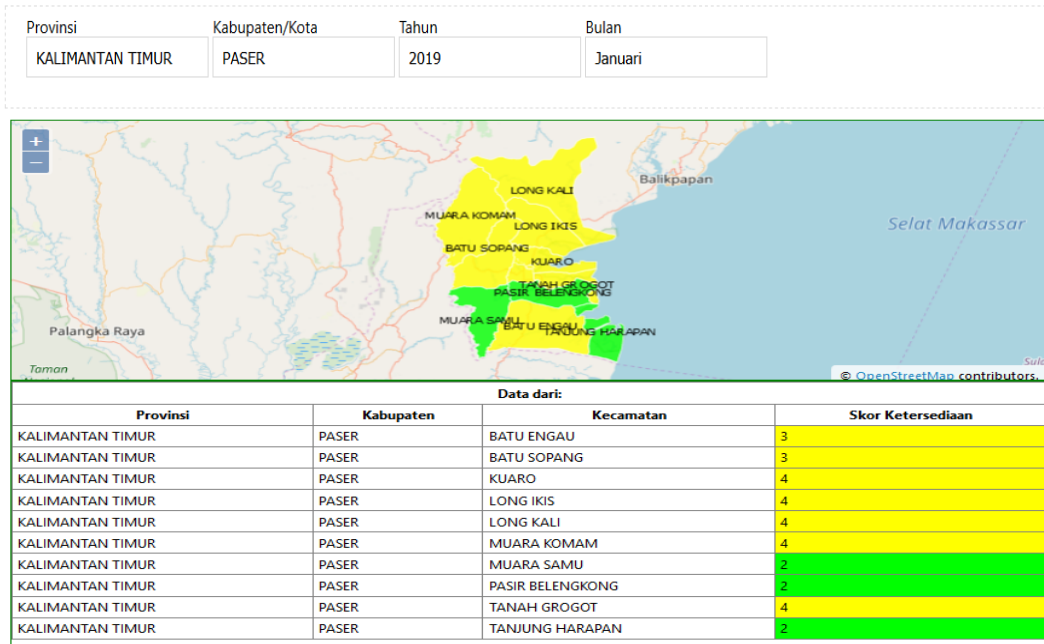 Provinsi Kabupaten/Kota Tahun Bulan
KALIMANTAN TIMUR PASER 2019 Januari
+
−
LONG KALI
Balikpapan
MUARA KOMAM
LONG IKIS
Selat Makassar
BATU SOPANG
KUARO
TANAH GROGOT
PASIR BELENGKONG
MUARA SAMU
BATU ENGAU
TANJUNG HARAPAN
Palangka Raya
Taman
© OpenStreetMap contributors.
Data dari:
Provinsi Kabupaten Kecamatan Skor Ketersediaan
KALIMANTAN TIMUR PASER BATU ENGAU 3
KALIMANTAN TIMUR PASER BATU SOPANG 3
KALIMANTAN TIMUR PASER KUARO 4
KALIMANTAN TIMUR PASER LONG IKIS 4
KALIMANTAN TIMUR PASER LONG KALI 4
KALIMANTAN TIMUR PASER MUARA KOMAM 4
KALIMANTAN TIMUR PASER MUARA SAMU 2
KALIMANTAN TIMUR PASER PASIR BELENGKONG 2
KALIMANTAN TIMUR PASER TANAH GROGOT 4
KALIMANTAN TIMUR PASER TANJUNG HARAPAN 2